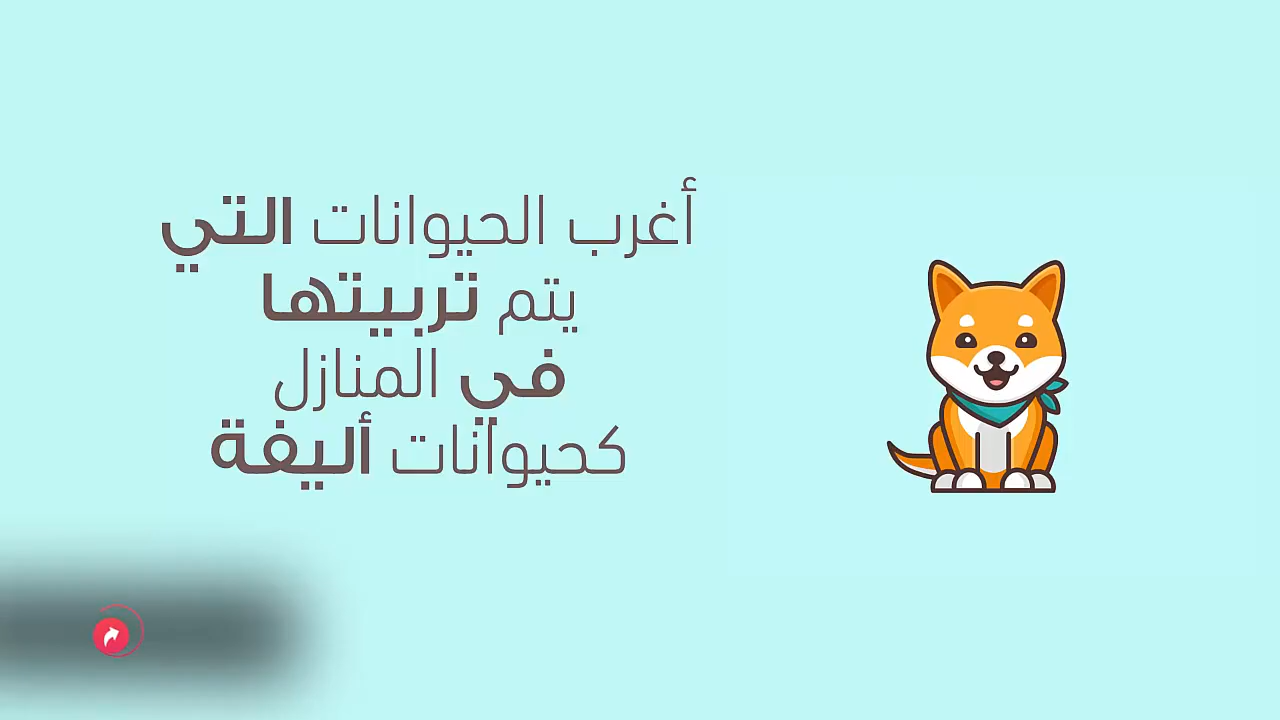 أغرب الحيوانات التي
يتم تربيتها
في المنازل
كحيوانات أليفة